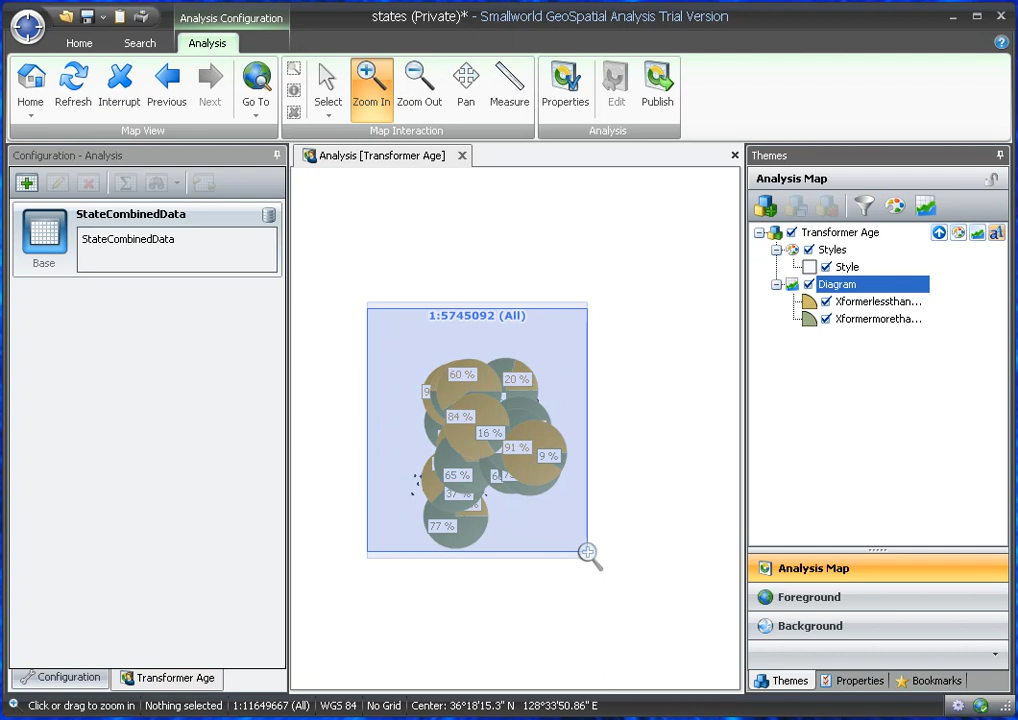 Analysis Configuration
states (Private)* - Smallworld GeoSpatial Analysis Trial Version
Home
Search
Analysis
Home
Refresh
Interrupt
Previous
Next
Go To
Select
Zoom In
Zoom Out
Pan
Measure
Properties
Edit
Publish
Map View
Map Interaction
Analysis
Configuration - Analysis
Analysis [Transformer Age]
Themes
Analysis Map
StateCombinedData
StateCombinedData
Base
Transformer Age
Styles
Style
Diagram
Xformerlessthan...
Xformermoretha...
1:5745092 (All)
60 %
20 %
9
84 %
16 %
91 %
9 %
65 %
37 %
77 %
Analysis Map
Foreground
Background
Configuration
Transformer Age
Themes
Properties
Bookmarks
Click or drag to zoom in
Nothing selected
1:11649667 (All)
WGS 84
No Grid
Center: 36°18'15.3" N 128°33'50.86" E